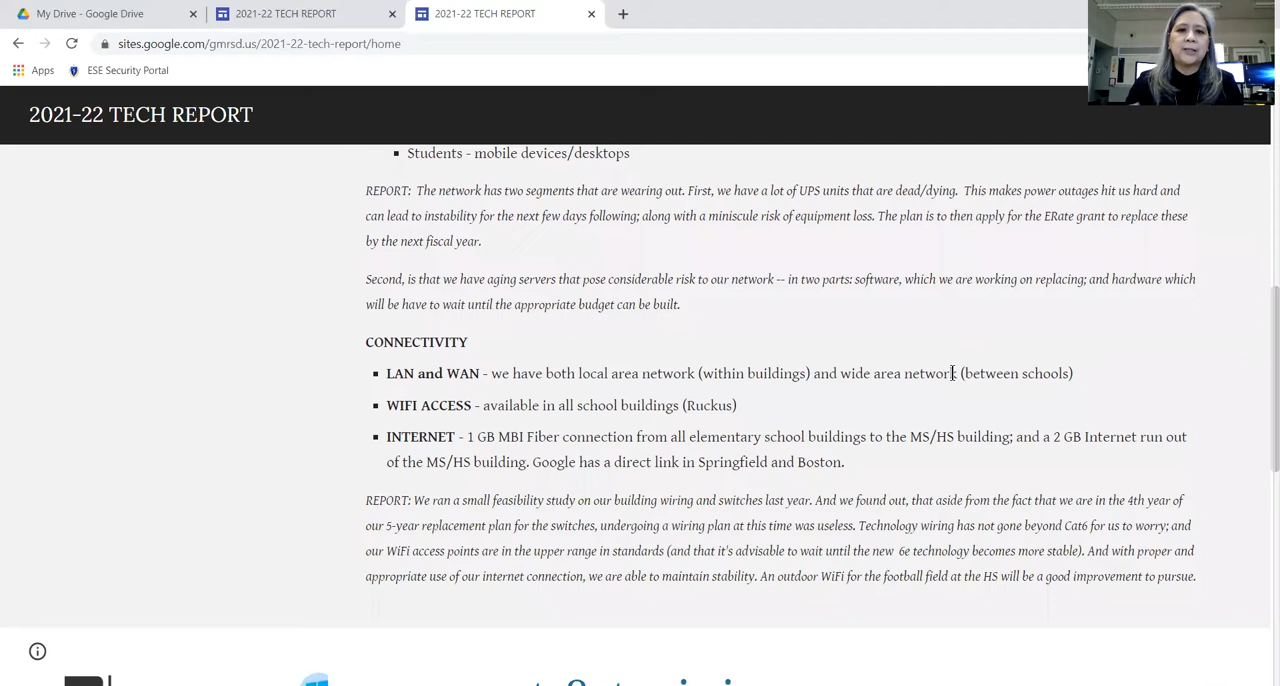 My Drive - Google Drive
2021-22 TECH REPORT
2021-22 TECH REPORT
sites.google.com/gmrsd.us/2021-22-tech-report/home
Apps
ESE Security Portal
2021-22 TECH REPORT
Students - mobile devices/desktops
REPORT: The network has two segments that are wearing out. First, we have a lot of UPS units that are dead/dying. This makes power outages hit us hard and
can lead to instability for the next few days following; along with a miniscule risk of equipment loss. The plan is to then apply for the ERate grant to replace these
by the next fiscal year.
Second, is that we have aging servers that pose considerable risk to our network -- in two parts: software, which we are working on replacing; and hardware which
will be have to wait until the appropriate budget can be built.
CONNECTIVITY
LAN and WAN - we have both local area network (within buildings) and wide area network (between schools)
WIFI ACCESS - available in all school buildings (Ruckus)
INTERNET - 1 GB MBI Fiber connection from all elementary school buildings to the MS/HS building; and a 2 GB Internet run out
of the MS/HS building. Google has a direct link in Springfield and Boston.
REPORT: We ran a small feasibility study on our building wiring and switches last year. And we found out, that aside from the fact that we are in the 4th year of
our 5-year replacement plan for the switches, undergoing a wiring plan at this time was useless. Technology wiring has not gone beyond Cat6 for us to worry; and
our WiFi access points are in the upper range in standards (and that it's advisable to wait until the new 6e technology becomes more stable). And with proper and
appropriate use of our internet connection, we are able to maintain stability. An outdoor WiFi for the football field at the HS will be a good improvement to pursue.